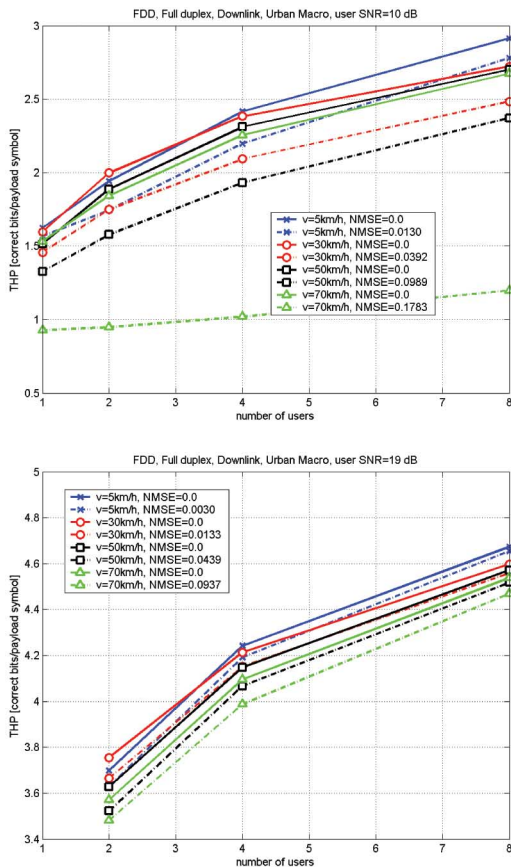 FDD, Full duplex, Downlink, Urban Macro, user SNR=10 dB
3
2.5
2
1.5
1
0.5
THP [correct bits/payload symbol]
v=5km/h, NMSE=0.0
v=5km/h, NMSE=0.0130
v=30km/h, NMSE=0.0
v=30km/h, NMSE=0.0392
v=50km/h, NMSE=0.0
v=50km/h, NMSE=0.0989
v=70km/h, NMSE=0.0
v=70km/h, NMSE=0.1783
1 2 3 4 5 6 7 8
number of users
FDD, Full duplex, Downlink, Urban Macro, user SNR=19 dB
5
4.8
4.6
4.4
4.2
4
3.8
3.6
3.4
THP [correct bits/payload symbol]
v=5km/h, NMSE=0.0
v=5km/h, NMSE=0.0030
v=30km/h, NMSE=0.0
v=30km/h, NMSE=0.0133
v=50km/h, NMSE=0.0
v=50km/h, NMSE=0.0439
v=70km/h, NMSE=0.0
v=70km/h, NMSE=0.0937
1 2 3 4 5 6 7 8
number of users